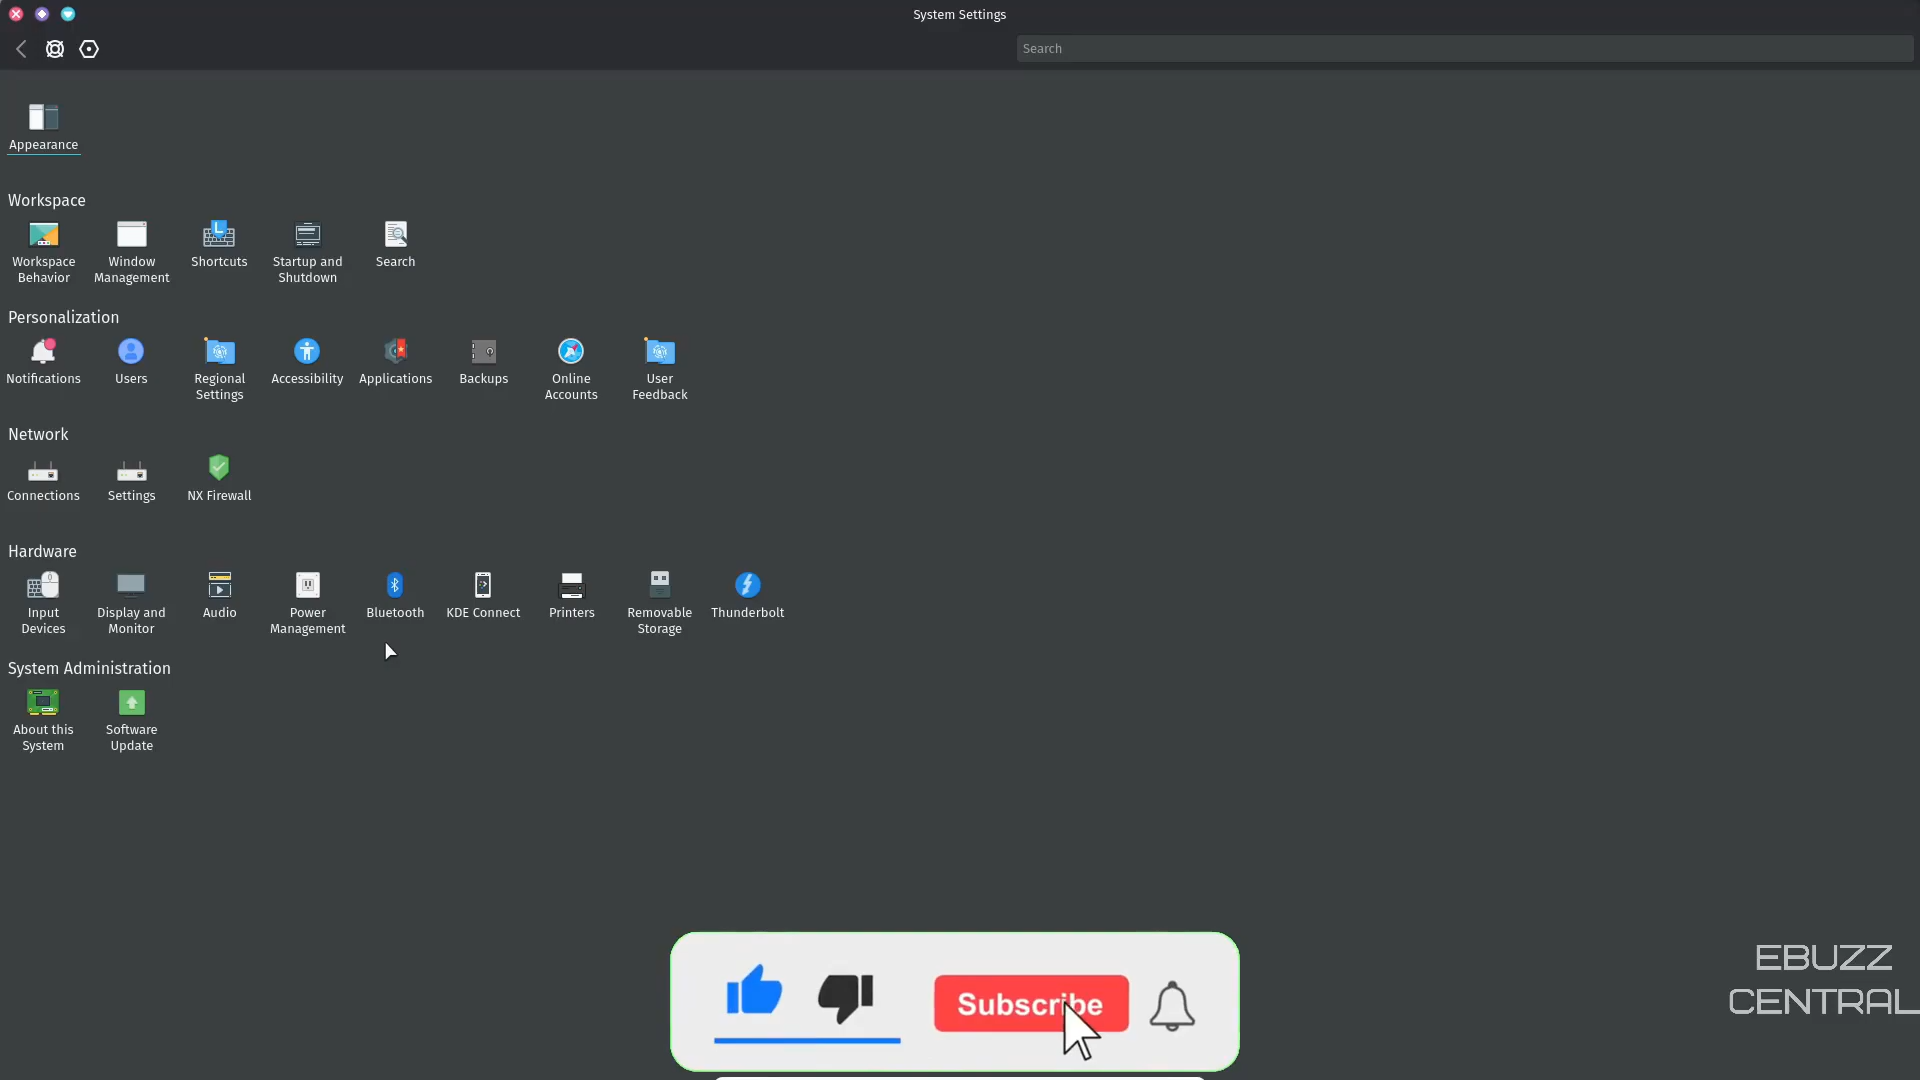 System Settings
Search
Appearance
Workspace
Workspace Behavior
Window Management
Shortcuts
Startup and Shutdown
Search
Personalization
Notifications
Users
Regional Settings
Accessibility
Applications
Backups
Online Accounts
User Feedback
Network
Connections
Settings
NX Firewall
Hardware
Input Devices
Display and Monitor
Audio
Power Management
Bluetooth
KDE Connect
Printers
Removable Storage
Thunderbolt
System Administration
About this System
Software Update
Subscribe
EBUZZ
CENTRAL